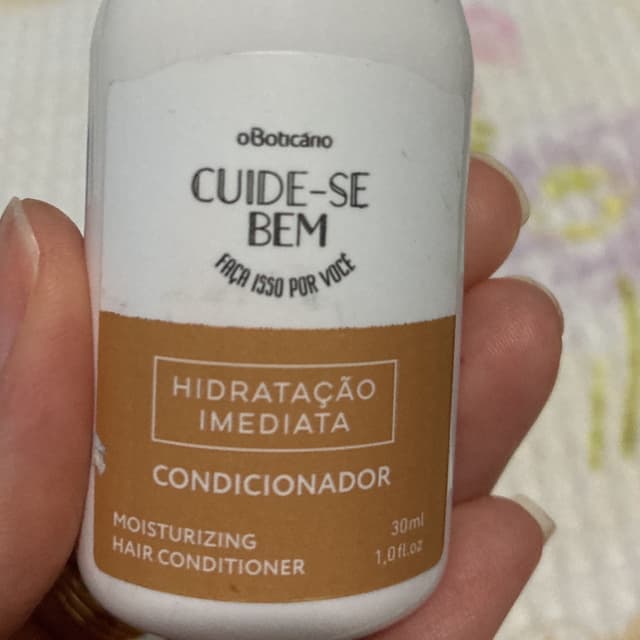 oBoticário
CUIDE-SE
BEM
FAÇA ISSO POR VOCÊ
HIDRATAÇÃO
IMEDIATA
CONDICIONADOR
MOISTURIZING
HAIR CONDITIONER
30ml
1,0fl.oz